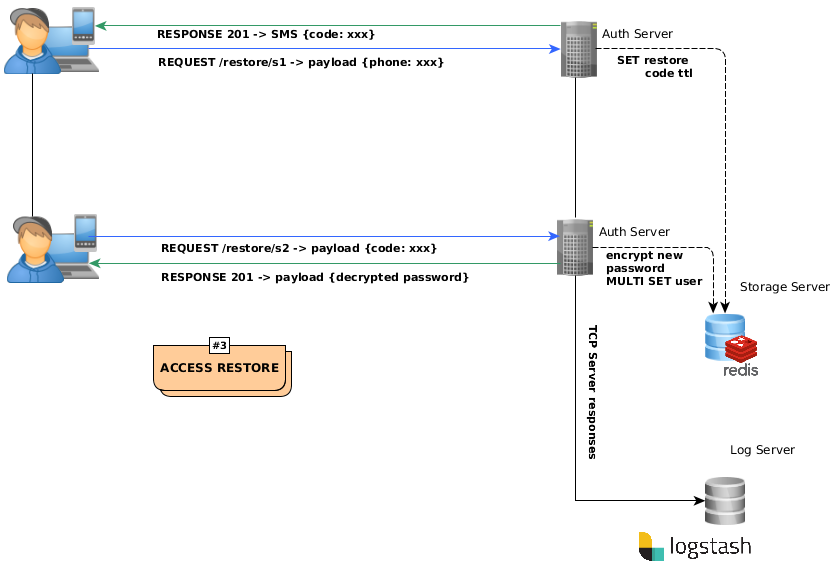 RESPONSE 201 -> SMS {code: xxx}
Auth Server
REQUEST /restore/s1 -> payload {phone: xxx}
SET restore
code ttl
Auth Server
REQUEST /restore/s2 -> payload {code: xxx}
encrypt new
password
MULTI SET user
RESPONSE 201 -> payload {decrypted password}
Storage Server
#3
ACCESS RESTORE
redis
TCP Server responses
Log Server
logstash